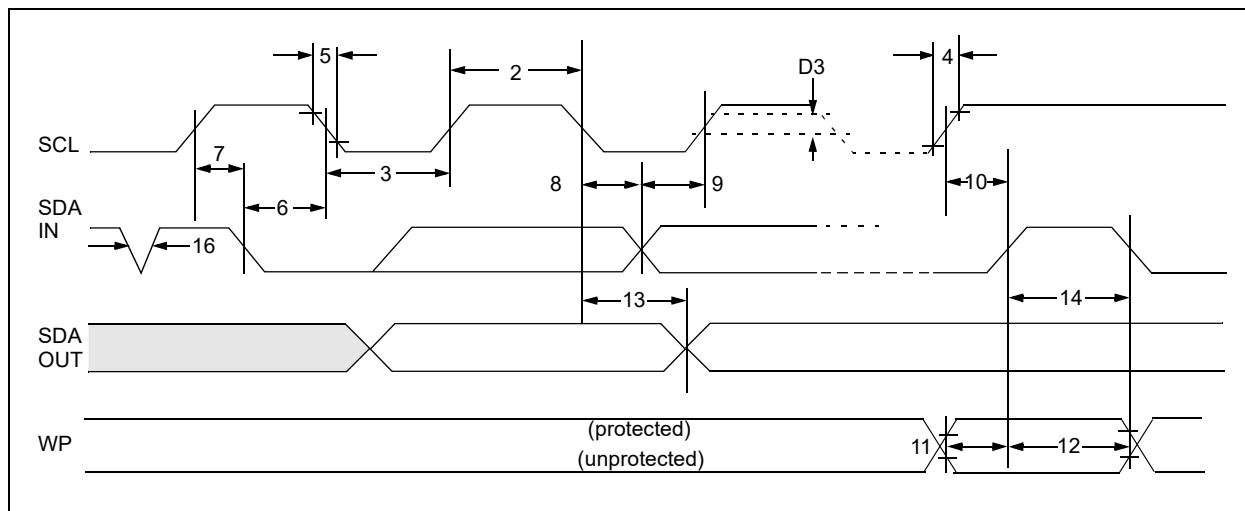 5
2
D3
4
SCL
7
3
8
9
10
SDA
IN
6
16
13
14
SDA
OUT
WP
(protected)
(unprotected)
11
12